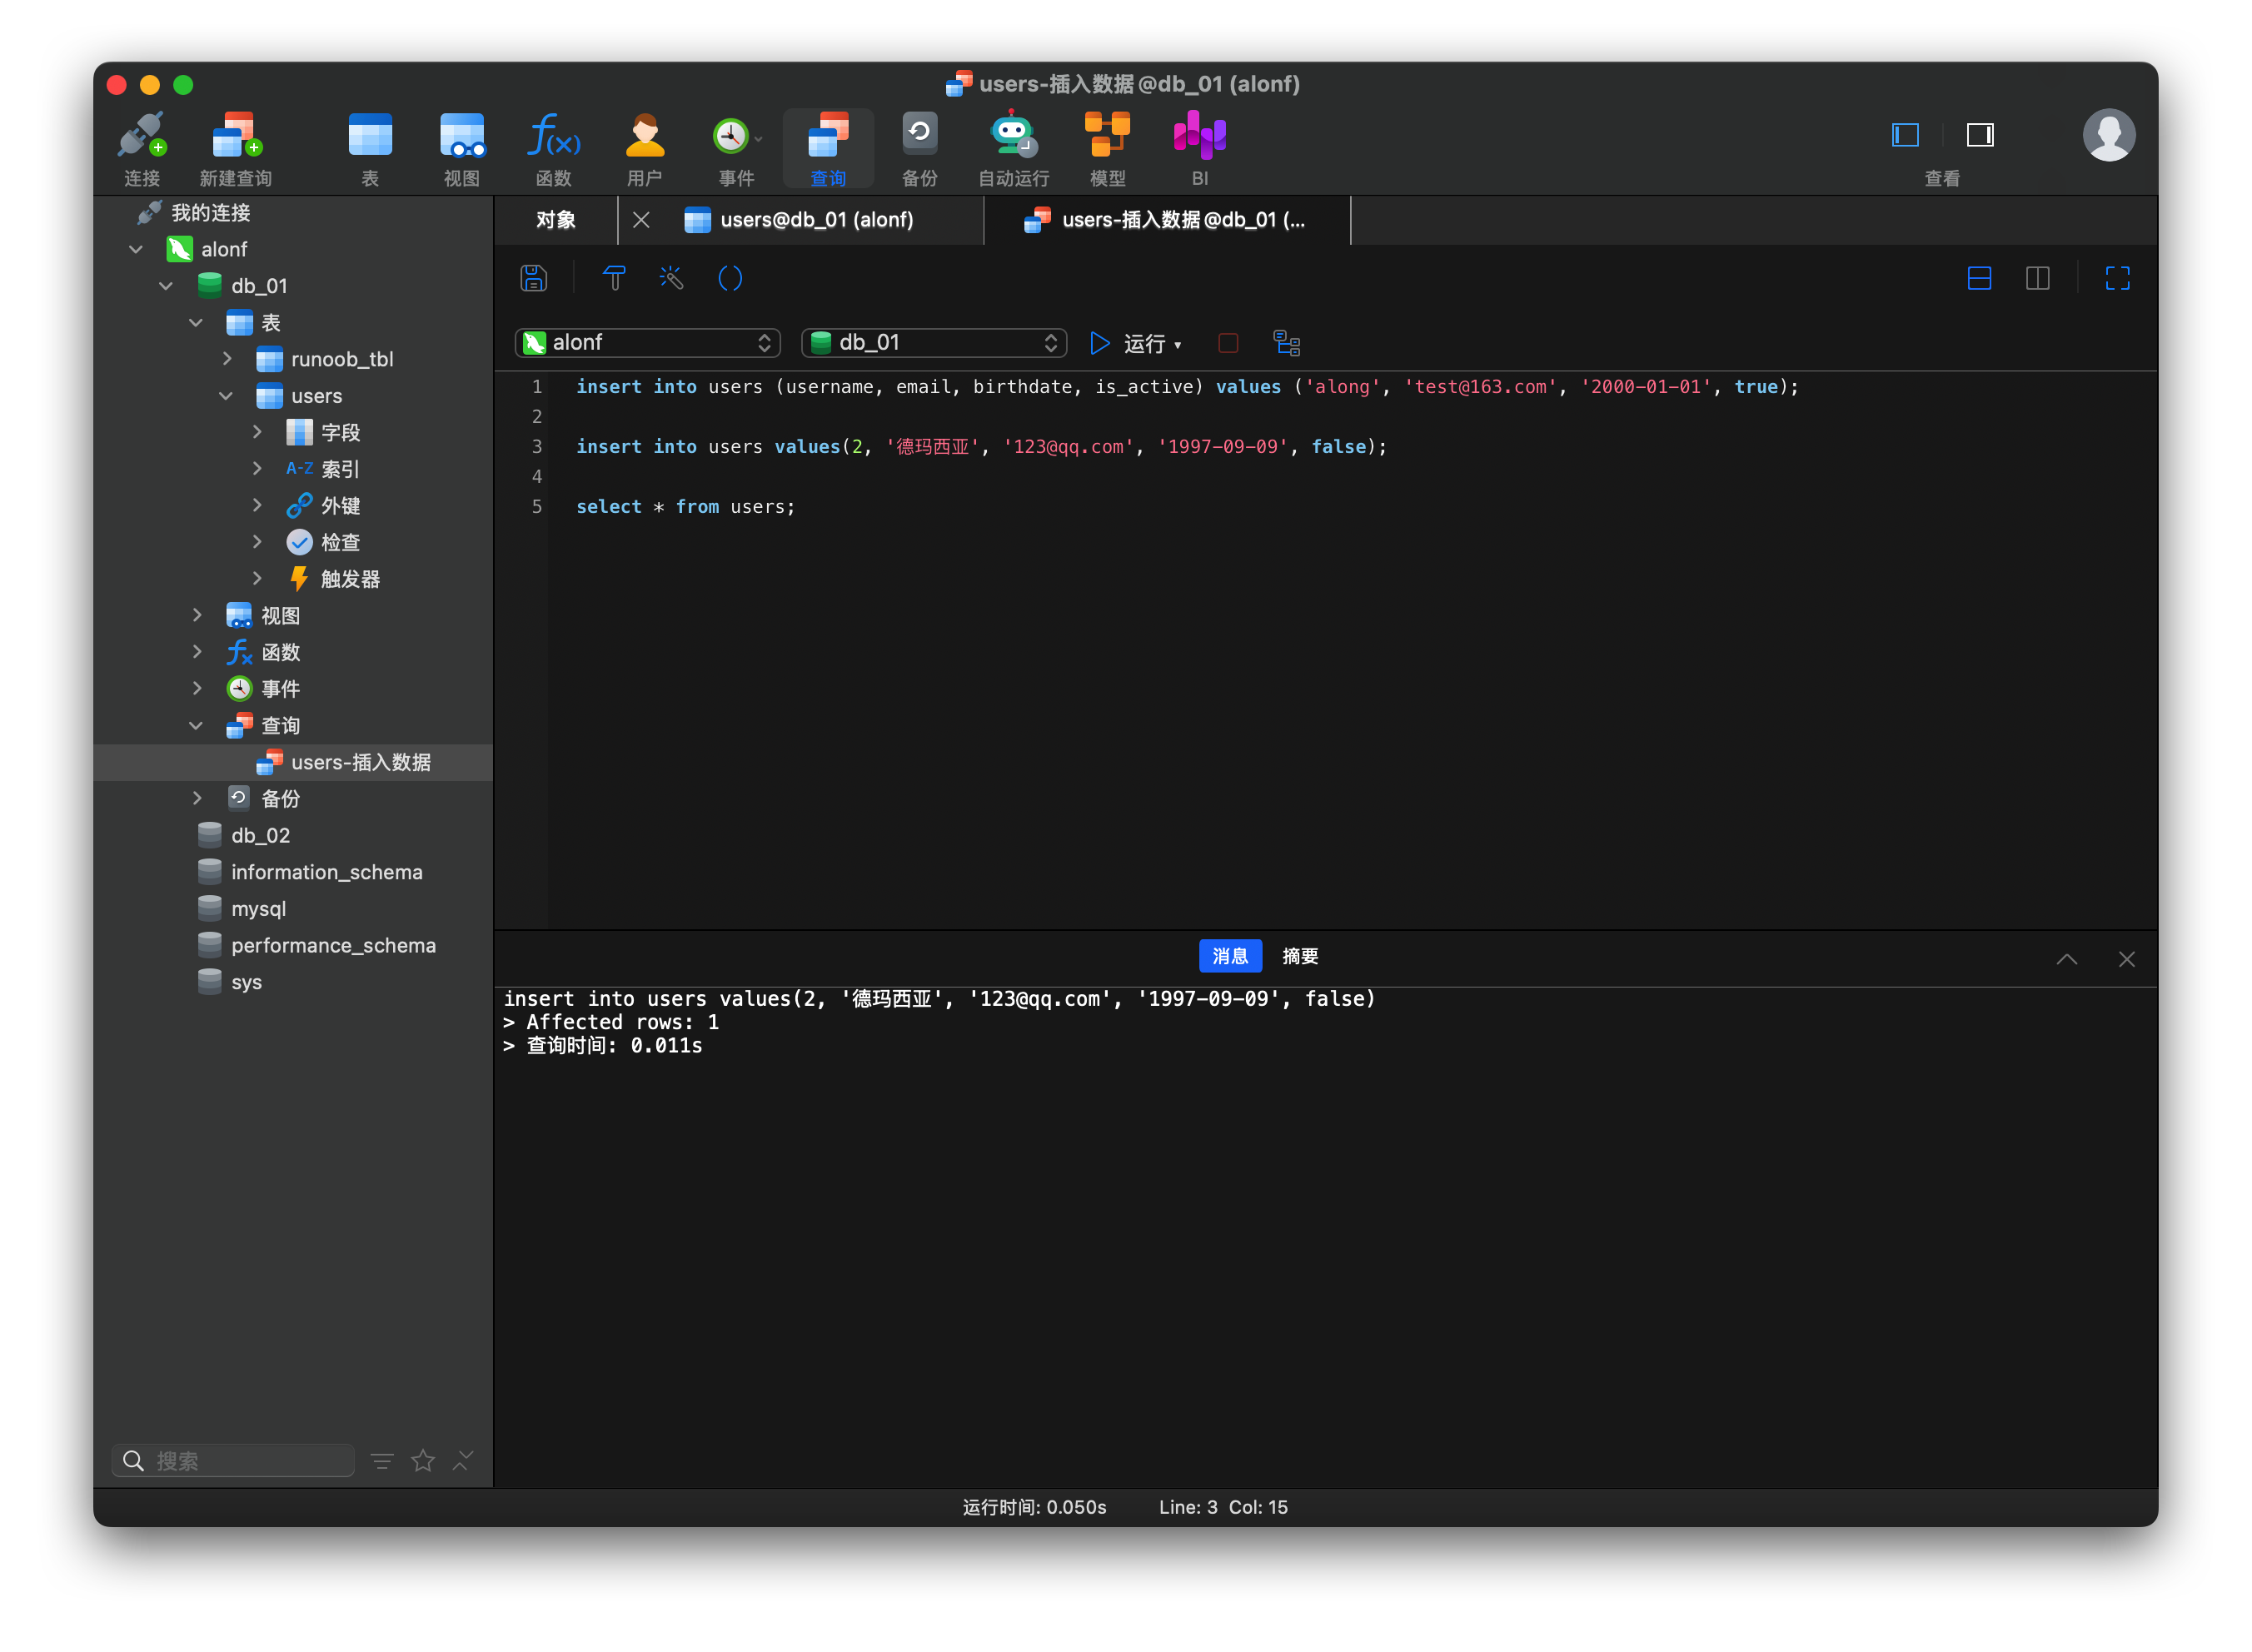 users-插入数据@db_01 (alonf)
连接 新建查询 表 视图 函数 用户 事件 查询 备份 自动运行 模型 BI 查看
我的连接
alonf
db_01
表
runoob_tbl
users
字段
A-Z 索引
外键
检查
触发器
视图
函数
事件
查询
users-插入数据
备份
db_02
information_schema
mysql
performance_schema
sys
搜索
对象 users@db_01 (alonf) users-插入数据@db_01 (...
alonf db_01 运行
1 insert into users (username, email, birthdate, is_active) values ('along', 'test@163.com', '2000-01-01', true);
2
3 insert into users values(2, '德玛西亚', '123@qq.com', '1997-09-09', false);
4
5 select * from users;
消息 摘要
insert into users values(2, '德玛西亚', '123@qq.com', '1997-09-09', false)
> Affected rows: 1
> 查询时间: 0.011s
运行时间: 0.050s Line: 3 Col: 15